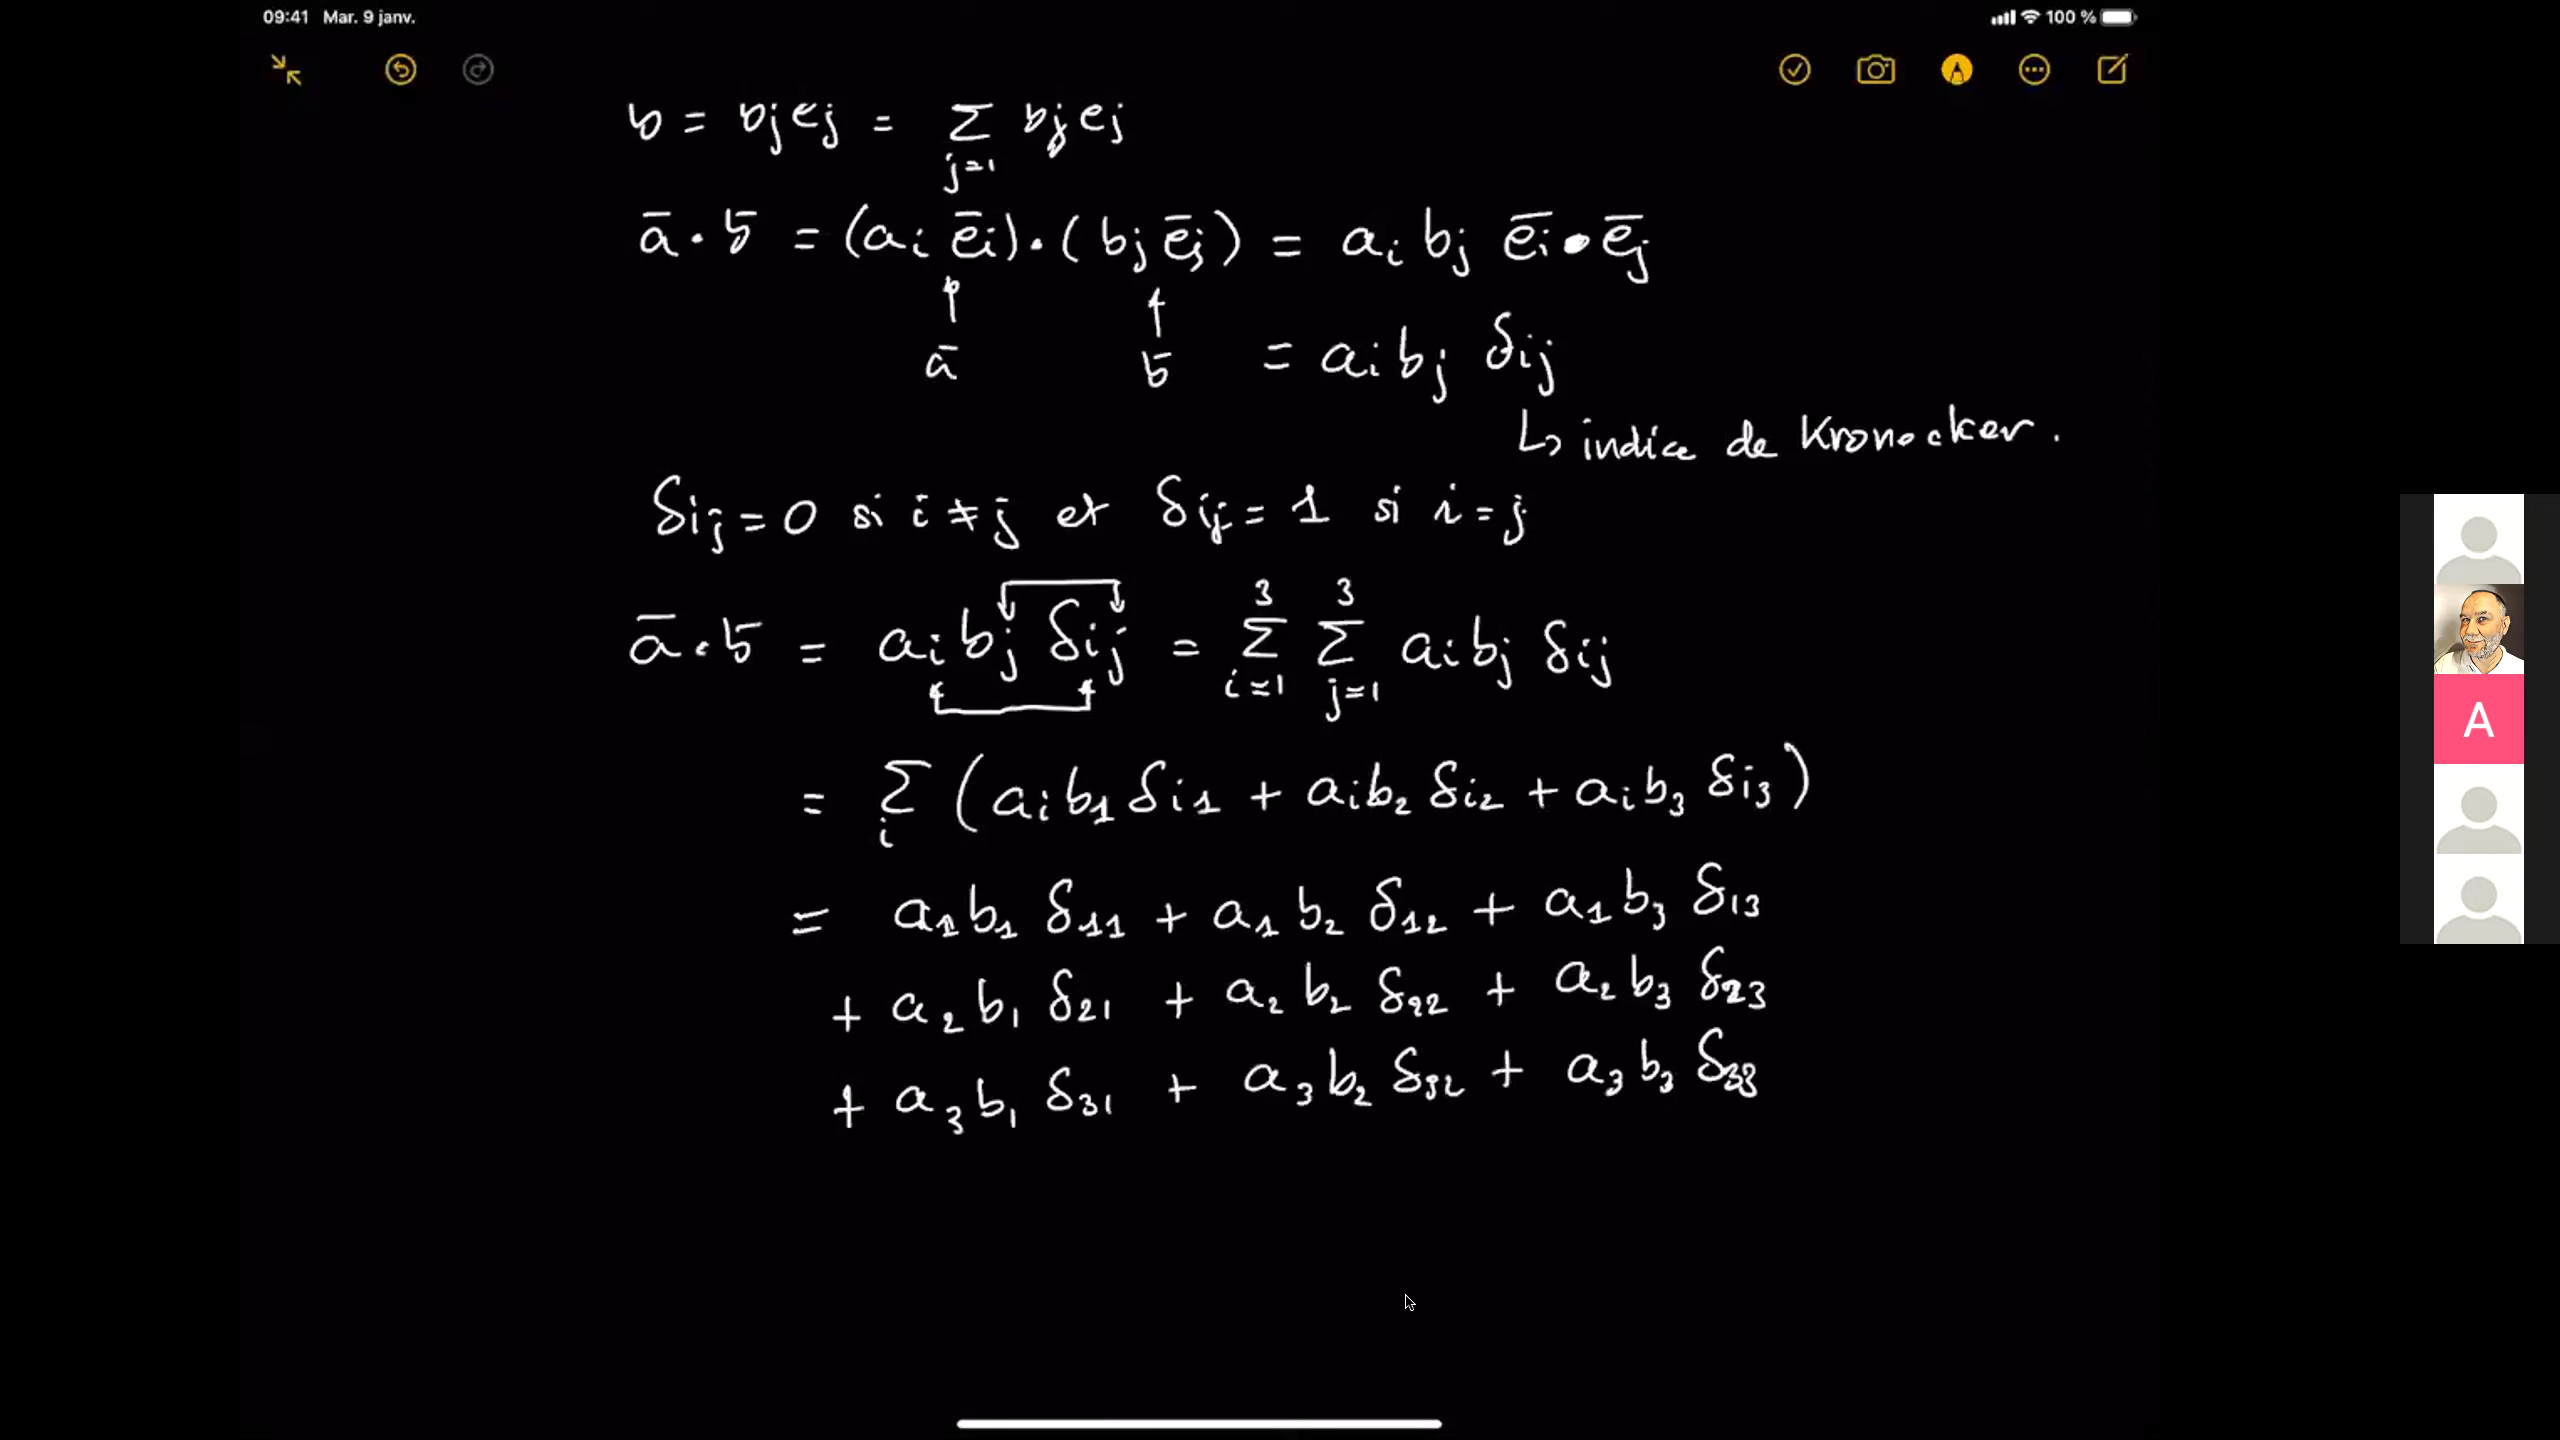 09:41 Mar. 9 janv. 100 %
b = bjej = Σ bjej
j=1
ā · b̄ = (ai ēi) · (bj ēj) = ai bj ēi · ēj
ā b̄ = ai bj δij
↳ indice de Kronocker.
δij = 0 si i ≠ j et δij = 1 si i = j
3 3
ā · b̄ = ai bj δij = Σ Σ ai bj δij
i=1 j=1
= Σ (ai b1 δi1 + ai b2 δi2 + ai b3 δi3)
i
= a1 b1 δ11 + a1 b2 δ12 + a1 b3 δ13
+ a2 b1 δ21 + a2 b2 δ22 + a2 b3 δ23
+ a3 b1 δ31 + a3 b2 δ32 + a3 b3 δ33
A